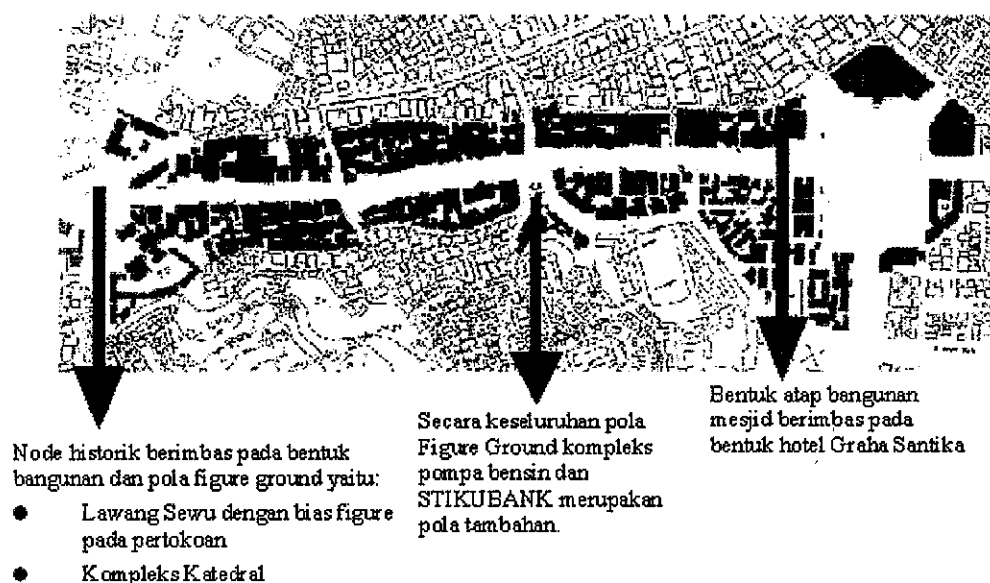 Node historik berimbas pada bentuk
bangunan dan pola figure ground yaitu:
● Lawang Sewu dengan bias figure
pada pertokoan
● Kompleks Katedral
Secara keseluruhan pola
Figure Ground kompleks
pompa bensin dan
STIKUBANK merupakan
pola tambahan.
Bentuk atap bangunan
mesjid berimbas pada
bentuk hotel Graha Santika